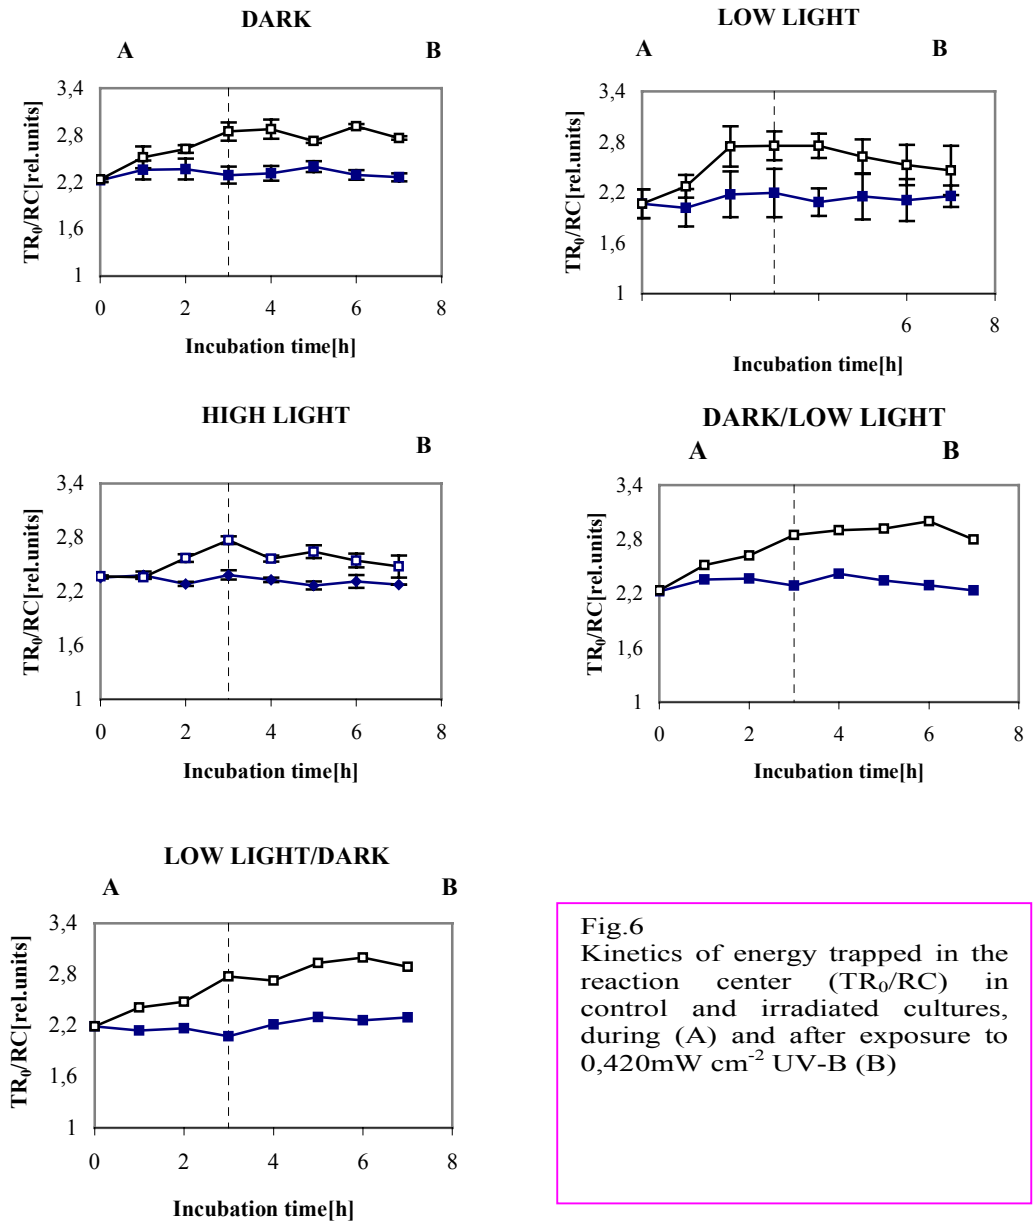 DARK
A B
3,4
2,8
2,2
1,6
1
TR₀/RC[rel.units]
0 2 4 6 8
Incubation time[h]
LOW LIGHT
A B
3,4
2,8
2,2
1,6
1
TR₀/RC[rel.units]
6 8
Incubation time[h]
HIGH LIGHT
B
3,4
2,8
2,2
1,6
1
TR₀/RC[rel.units]
0 2 4 6 8
Incubation time[h]
DARK/LOW LIGHT
A B
3,4
2,8
2,2
1,6
1
TR₀/RC[rel.units]
0 2 4 6 8
Incubation time[h]
LOW LIGHT/DARK
A B
3,4
2,8
2,2
1,6
1
TR₀/RC[rel.units]
0 2 4 6 8
Incubation time[h]
Fig.6
Kinetics of energy trapped in the
reaction center (TR₀/RC) in
control and irradiated cultures,
during (A) and after exposure to
0,420mW cm⁻² UV-B (B)